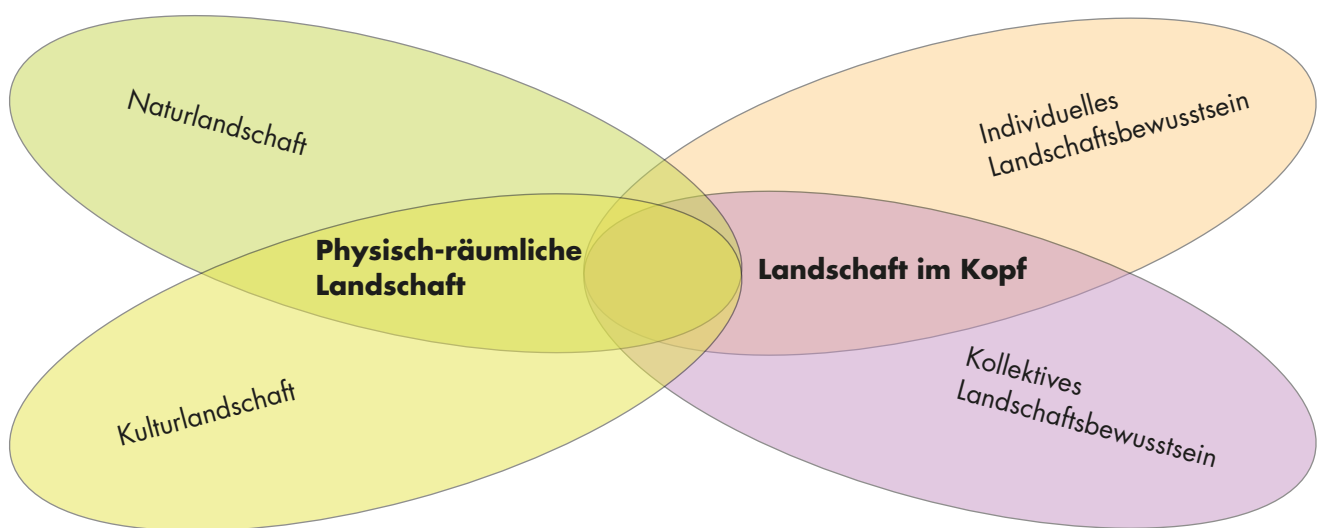 Naturlandschaft
Individuelles
Landschaftsbewusstsein
Physisch-räumliche
Landschaft
Landschaft im Kopf
Kulturlandschaft
Kollektives
Landschaftsbewusstsein